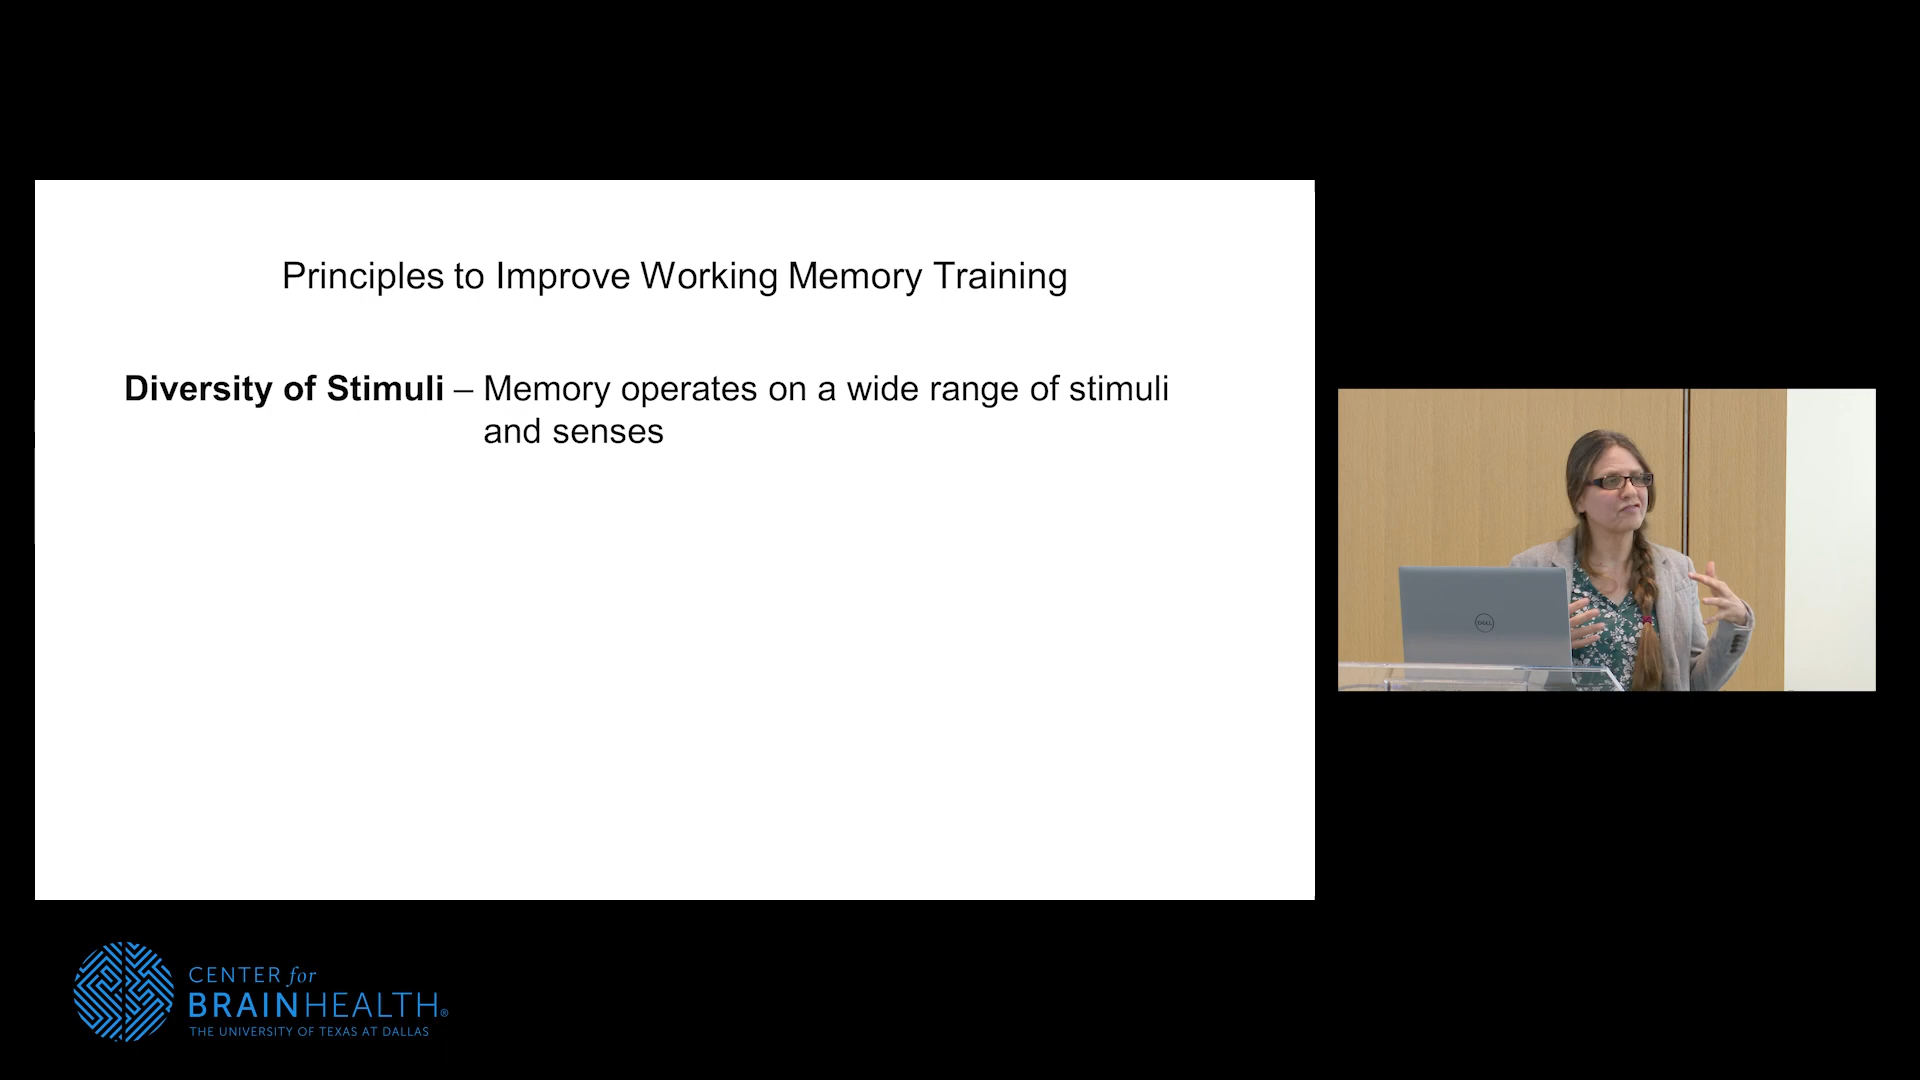 Principles to Improve Working Memory Training
Diversity of Stimuli – Memory operates on a wide range of stimuli
and senses
DELL
CENTER for
BRAINHEALTH®
THE UNIVERSITY OF TEXAS AT DALLAS